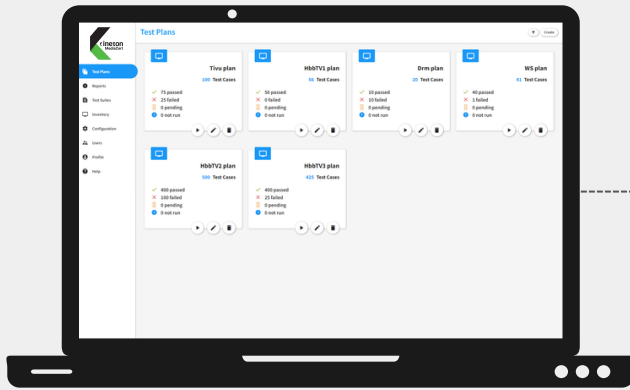 Kineton
MediaCert
Test Plans
Create
Test Plans
Reports
Test Suites
Inventory
Configuration
Users
Profile
Help
Tivu plan
100 Test Cases
75 passed
25 failed
0 pending
0 not run
HbbTV1 plan
56 Test Cases
56 passed
0 failed
0 pending
0 not run
Drm plan
20 Test Cases
10 passed
10 failed
0 pending
0 not run
WS plan
41 Test Cases
40 passed
1 failed
0 pending
0 not run
HbbTV2 plan
500 Test Cases
400 passed
100 failed
0 pending
0 not run
HbbTV3 plan
425 Test Cases
400 passed
25 failed
0 pending
0 not run